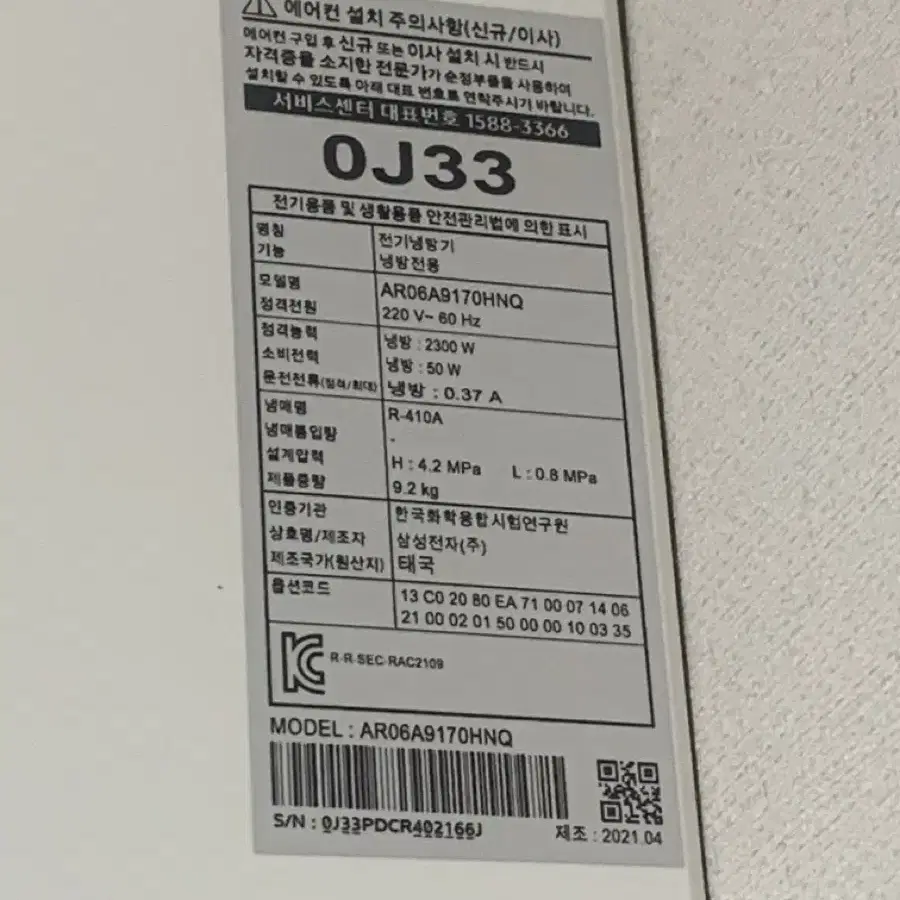 에어컨 설치 주의사항(신규/이사)
에어컨 구입 후 신규 또는 이사 설치 시 반드시
자격증을 소지한 전문가가 순정부품을 사용하여
설치할 수 있도록 아래 대표 번호로 연락주시기 바랍니다.
서비스센터 대표번호 1588-3366
0J33
전기용품 및 생활용품 안전관리법에 의한 표시
명칭 전기냉방기
기능 냉방전용
모델명 AR06A9170HNQ
정격전원 220 V~ 60 Hz
정격능력 냉방 : 2300 W
소비전력 냉방 : 50 W
운전전류(정격/최대) 냉방 : 0.37 A
냉매명 R-410A
냉매봉입량 -
설계압력 H : 4.2 MPa L : 0.8 MPa
제품중량 9.2 kg
인증기관 한국화학융합시험연구원
상호명/제조자 삼성전자(주)
제조국가(원산지) 태국
옵션코드 13 C0 20 80 EA 71 00 07 14 06
21 00 02 01 50 00 00 10 03 35
R-R-SEC-RAC2109
MODEL : AR06A9170HNQ
S/N : 0J33PDCR402166J
제조 : 2021.04